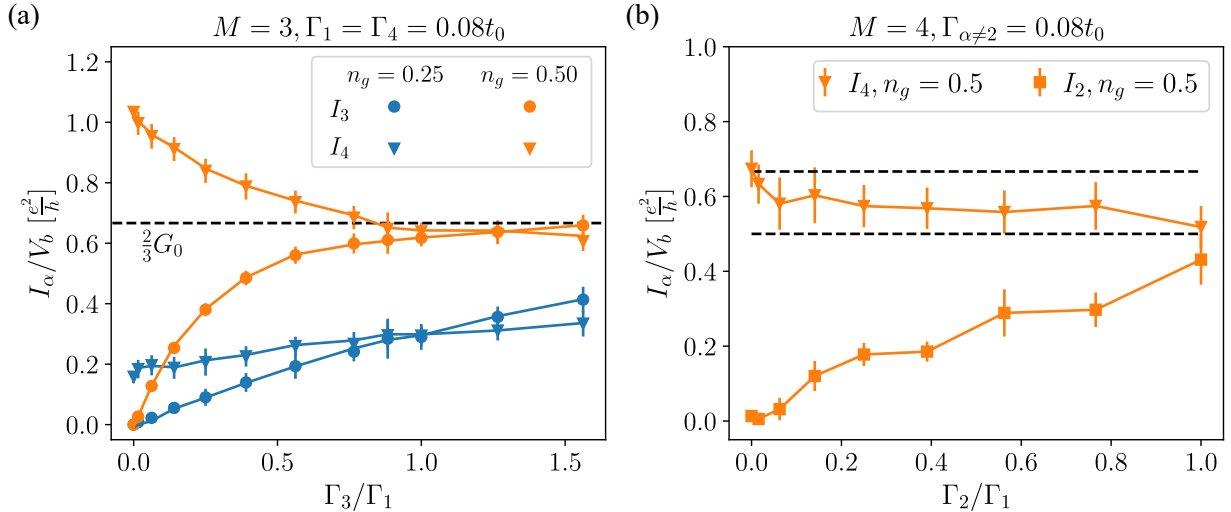 (a)
M = 3, Γ₁ = Γ₄ = 0.08t₀
n_g = 0.25 n_g = 0.50
I₃
I₄
2/3 G₀
I_α/V_b [e²/h]
1.2
1.0
0.8
0.6
0.4
0.2
0.0
0.0 0.5 1.0 1.5
Γ₃/Γ₁
(b)
M = 4, Γ_{α≠2} = 0.08t₀
I₄, n_g = 0.5 I₂, n_g = 0.5
I_α/V_b [e²/h]
1.0
0.8
0.6
0.4
0.2
0.0
0.0 0.2 0.4 0.6 0.8 1.0
Γ₂/Γ₁